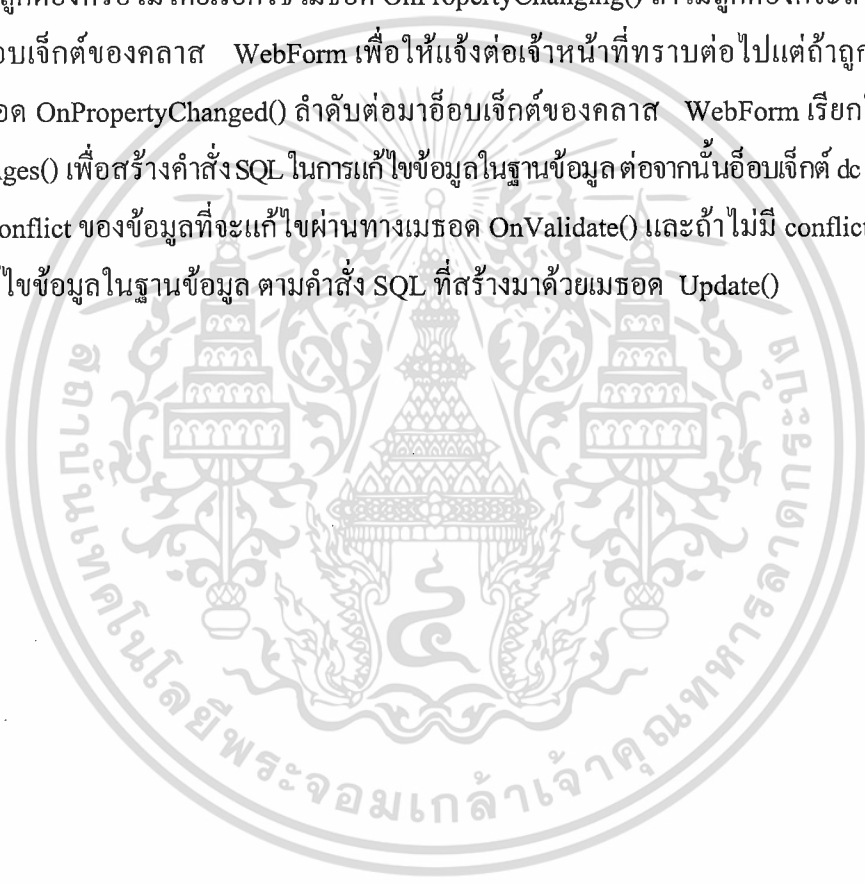 OnPropertyChanging()
อบเจ็กต์ของคลาส WebForm เพื่อให้แจ้งต่อเจ้าหน้าที่ทราบต่อไปแต่ถ้าถูก
อด OnPropertyChanged() ลำดับต่อมาอ็อบเจ็กต์ของคลาส WebForm เรียกใ
ges() เพื่อสร้างคำสั่ง SQL ในการแก้ไขข้อมูลในฐานข้อมูล ต่อจากนั้นอ็อบเจ็กต์ dc
onflict ของข้อมูลที่จะแก้ไขผ่านทางเมธอด OnValidate() และถ้าไม่มี conflict
ไขข้อมูลในฐานข้อมูล ตามคำสั่ง SQL ที่สร้างมาด้วยเมธอด Update()
สถาบันเทคโนโลยีพระจอมเกล้าเจ้าคุณทหารลาดกระบัง